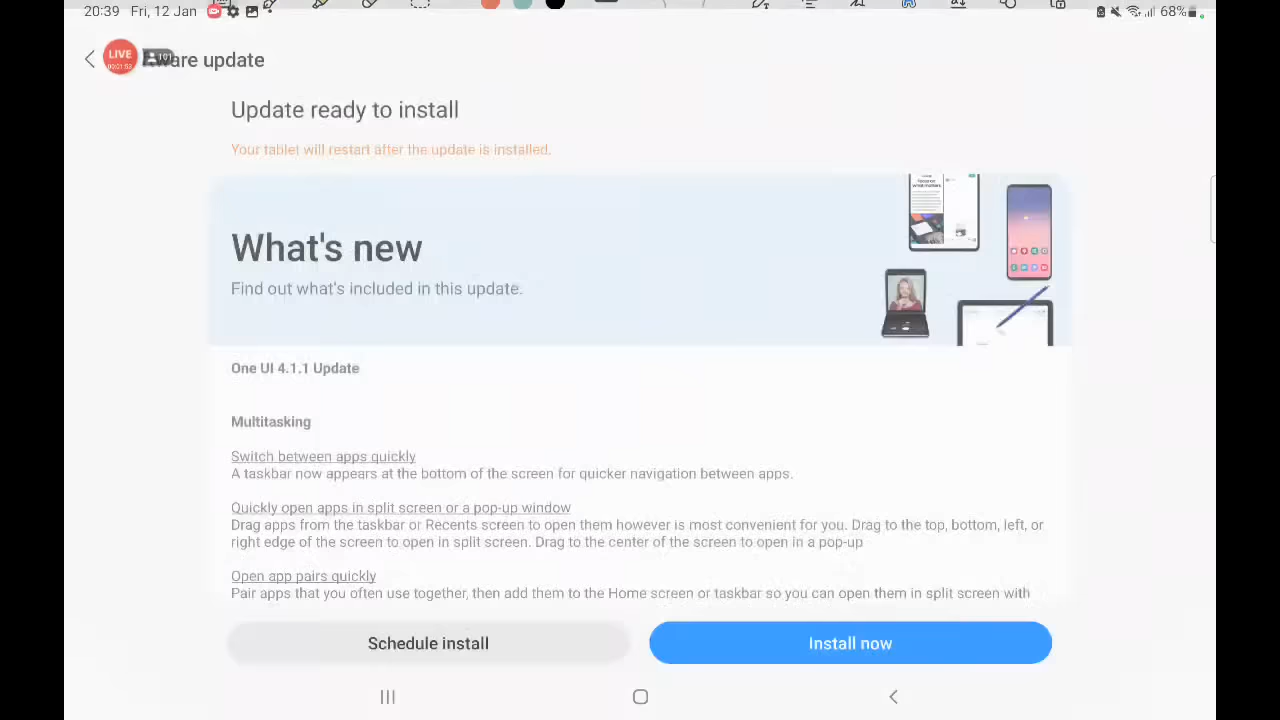 20:39 Fri, 12 Jan
68%
LIVE
101
ware update
Update ready to install
Your tablet will restart after the update is installed.
What's new
Find out what's included in this update.
One UI 4.1.1 Update
Multitasking
Switch between apps quickly
A taskbar now appears at the bottom of the screen for quicker navigation between apps.
Quickly open apps in split screen or a pop-up window
Drag apps from the taskbar or Recents screen to open them however is most convenient for you. Drag to the top, bottom, left, or
right edge of the screen to open in split screen. Drag to the center of the screen to open in a pop-up
Open app pairs quickly
Pair apps that you often use together, then add them to the Home screen or taskbar so you can open them in split screen with
Schedule install
Install now